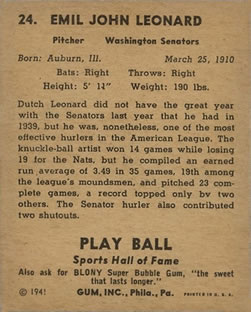 24. EMIL JOHN LEONARD
Pitcher Washington Senators
Born: Auburn, Ill. March 25, 1910
Bats: Right Throws: Right
Height: 5' 11" Weight: 190 lbs.
Dutch Leonard did not have the great year
with the Senators last year that he had in
1939, but he was, nonetheless, one of the most
effective hurlers in the American League. The
knuckle-ball artist won 14 games while losing
19 for the Nats, but he compiled an earned
run average of 3.49 in 35 games, 19th among
the league's moundsmen, and pitched 23 com-
plete games, a record topped only by two
others. The Senator hurler also contributed
two shutouts.
PLAY BALL
Sports Hall of Fame
Also ask for BLONY Super Bubble Gum, "the sweet
that lasts longer."
© 1941 GUM, INC., Phila., Pa. PRINTED IN U. S. A.